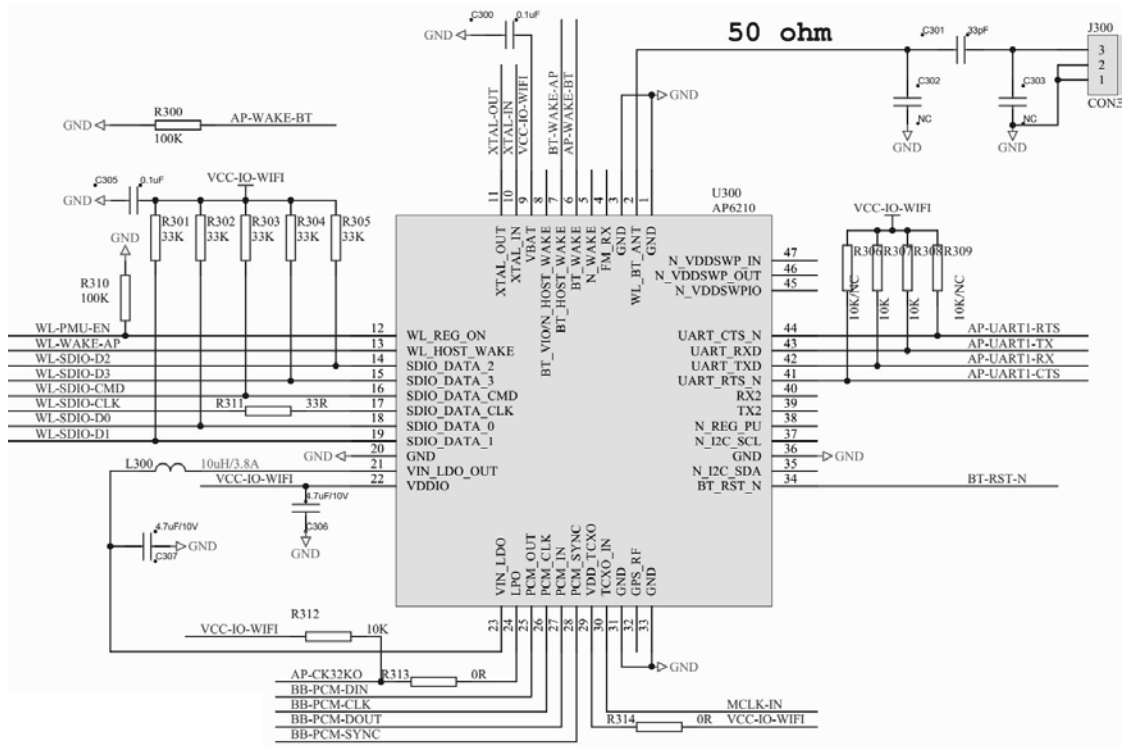 C300
0.1uF
GND
50 ohm
C301
33pF
J300
3
2
1
CON3
C302
NC
GND
C303
NC
GND
XTAL-OUT
XTAL-IN
VCC-IO-WIFI
BT-WAKE-AP
AP-WAKE-BT
GND
R300
GND
100K
AP-WAKE-BT
C305
0.1uF
GND
VCC-IO-WIFI
R301
33K
R302
33K
R303
33K
R304
33K
R305
33K
GND
R310
100K
11
10
9
8
7
6
5
4
3
2
1
U300
AP6210
XTAL_OUT
XTAL_IN
VBAT
BT_VIO/N_HOST_WAKE
BT_HOST_WAKE
BT_WAKE
N_WAKE
FM_RX
GND
WL_BT_ANT
GND
VCC-IO-WIFI
R306
R307
R308
R309
10K/NC
10K
10K
10K/NC
N_VDDSWP_IN 47
N_VDDSWP_OUT 46
N_VDDSWPIO 45
WL-PMU-EN 12 WL_REG_ON
WL-WAKE-AP 13 WL_HOST_WAKE
WL-SDIO-D2 14 SDIO_DATA_2
WL-SDIO-D3 15 SDIO_DATA_3
WL-SDIO-CMD 16 SDIO_DATA_CMD
WL-SDIO-CLK R311 33R 17 SDIO_DATA_CLK
WL-SDIO-D0 18 SDIO_DATA_0
WL-SDIO-D1 19 SDIO_DATA_1
GND 20 GND
L300 10uH/3.8A 21 VIN_LDO_OUT
VCC-IO-WIFI 22 VDDIO
UART_CTS_N 44 AP-UART1-RTS
UART_RXD 43 AP-UART1-TX
UART_TXD 42 AP-UART1-RX
UART_RTS_N 41 AP-UART1-CTS
RX2 40
TX2 39
N_REG_PU 38
N_I2C_SCL 37
GND 36 GND
N_I2C_SDA 35
BT_RST_N 34 BT-RST-N
4.7uF/10V
C306
GND
4.7uF/10V
C307
GND
VIN_LDO
LPO
PCM_OUT
PCM_CLK
PCM_IN
PCM_SYNC
VDD_TCXO
TCXO_IN
GND
GPS_RF
GND
23
24
25
26
27
28
29
30
31
32
33
R312
VCC-IO-WIFI
10K
GND
AP-CK32KO
R313
0R
BB-PCM-DIN
BB-PCM-CLK
BB-PCM-DOUT
BB-PCM-SYNC
MCLK-IN
R314
0R
VCC-IO-WIFI